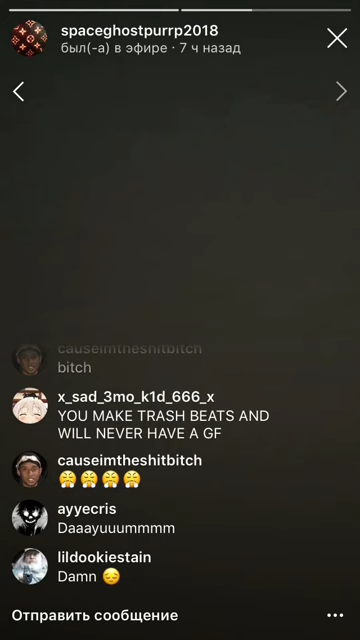 spaceghostpurrp2018
был(-а) в эфире · 7 ч назад
causeimtheshitbitch
bitch
x_sad_3mo_k1d_666_x
YOU MAKE TRASH BEATS AND
WILL NEVER HAVE A GF
causeimtheshitbitch
😤😤😤😤
ayyecris
Daaayuuummmm
lildookiestain
Damn 😔
Отправить сообщение